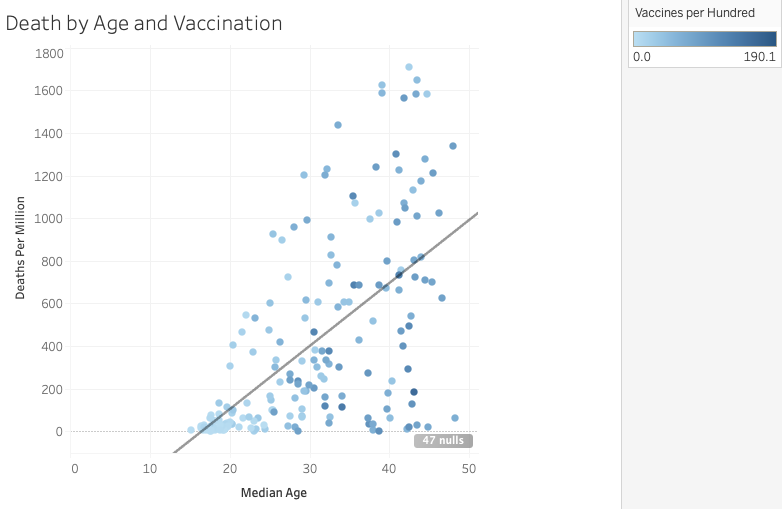 Death by Age and Vaccination
Vaccines per Hundred
0.0 190.1
Deaths Per Million
1800
1600
1400
1200
1000
800
600
400
200
0
47 nulls
0 10 20 30 40 50
Median Age